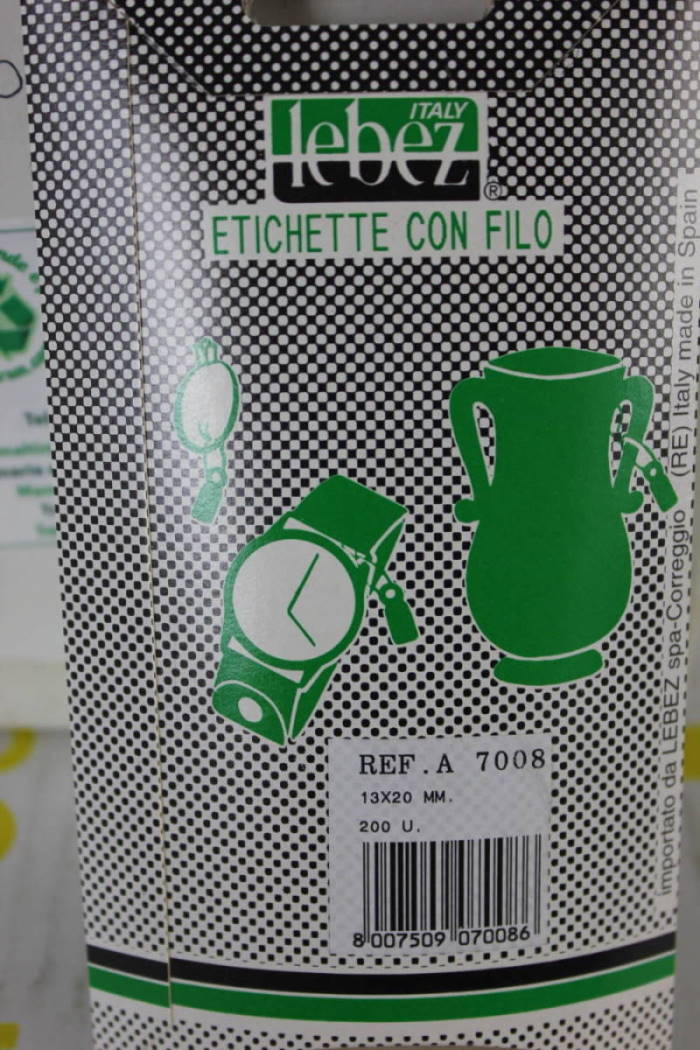 ITALY
lebez
®
ETICHETTE CON FILO
REF.A 7008
13X20 MM.
200 U.
8 007509 070086
importato da LEBEZ spa-Correggio (RE) Italy made in Spain